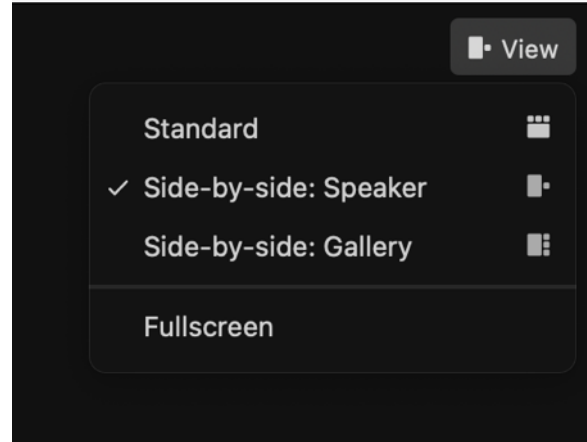 View
Standard
Side-by-side: Speaker
Side-by-side: Gallery
Fullscreen